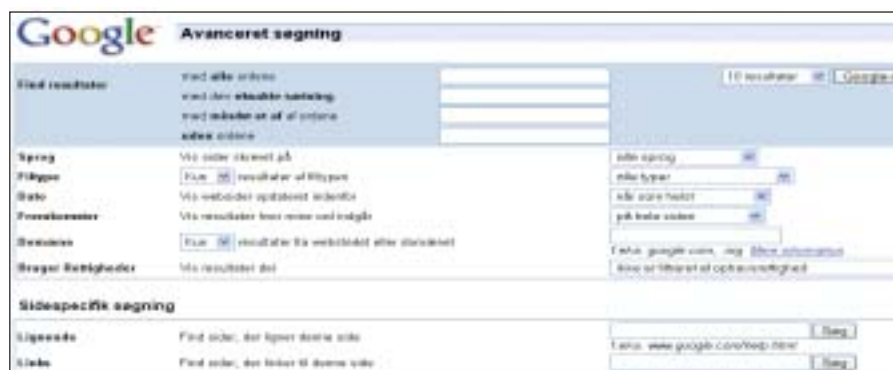 Google Avanceret søgning
Find resultater med alle ordene 10 resultater Google-
med den eksakte sætning
med mindst et af af ordene
uden ordene
Sprog Vis sider skrevet på alle sprog
Filtype Kun resultater af filtypen alle typer
Dato Vis websider opdateret indenfor når som helst
Forekomster Vis resultater hvor mine ord indgår på hele siden
Domæne Kun resultater fra webstedet eller domænet
f.eks. google.com, .org Mere information
Bruger Rettigheder Vis resultater der ikke er filtreret af ophavsrettighed
Sidespecifik søgning
Lignende Find sider, der ligner denne side Søg
f.eks. www.google.com/help.html
Links Find sider, der linker til denne side Søg